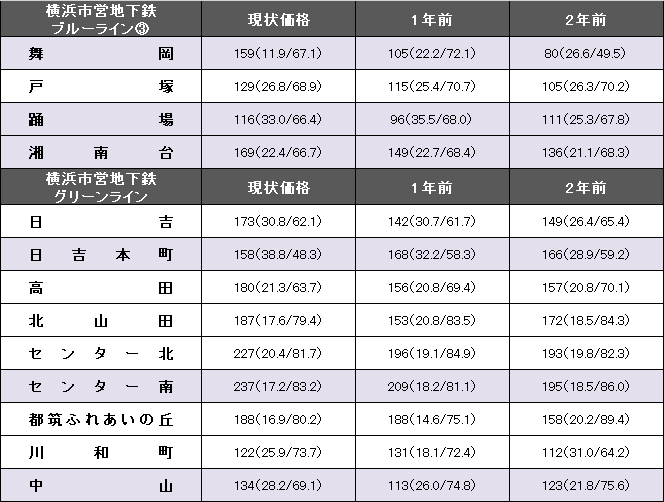 横浜市営地下鉄
ブルーライン③ 現状価格 1年前 2年前
舞岡 159(11.9/67.1) 105(22.2/72.1) 80(26.6/49.5)
戸塚 129(26.8/68.9) 115(25.4/70.7) 105(26.3/70.2)
踊場 116(33.0/66.4) 96(35.5/68.0) 111(25.3/67.8)
湘南台 169(22.4/66.7) 149(22.7/68.4) 136(21.1/68.3)
横浜市営地下鉄
グリーンライン 現状価格 1年前 2年前
日吉 173(30.8/62.1) 142(30.7/61.7) 149(26.4/65.4)
日吉本町 158(38.8/48.3) 168(32.2/58.3) 166(28.9/59.2)
高田 180(21.3/63.7) 156(20.8/69.4) 157(20.8/70.1)
北山田 187(17.6/79.4) 153(20.8/83.5) 172(18.5/84.3)
センター北 227(20.4/81.7) 196(19.1/84.9) 193(19.8/82.3)
センター南 237(17.2/83.2) 209(18.2/81.1) 195(18.5/86.0)
都筑ふれあいの丘 188(16.9/80.2) 188(14.6/75.1) 158(20.2/89.4)
川和町 122(25.9/73.7) 131(18.1/72.4) 112(31.0/64.2)
中山 134(28.2/69.1) 113(26.0/74.8) 123(21.8/75.6)